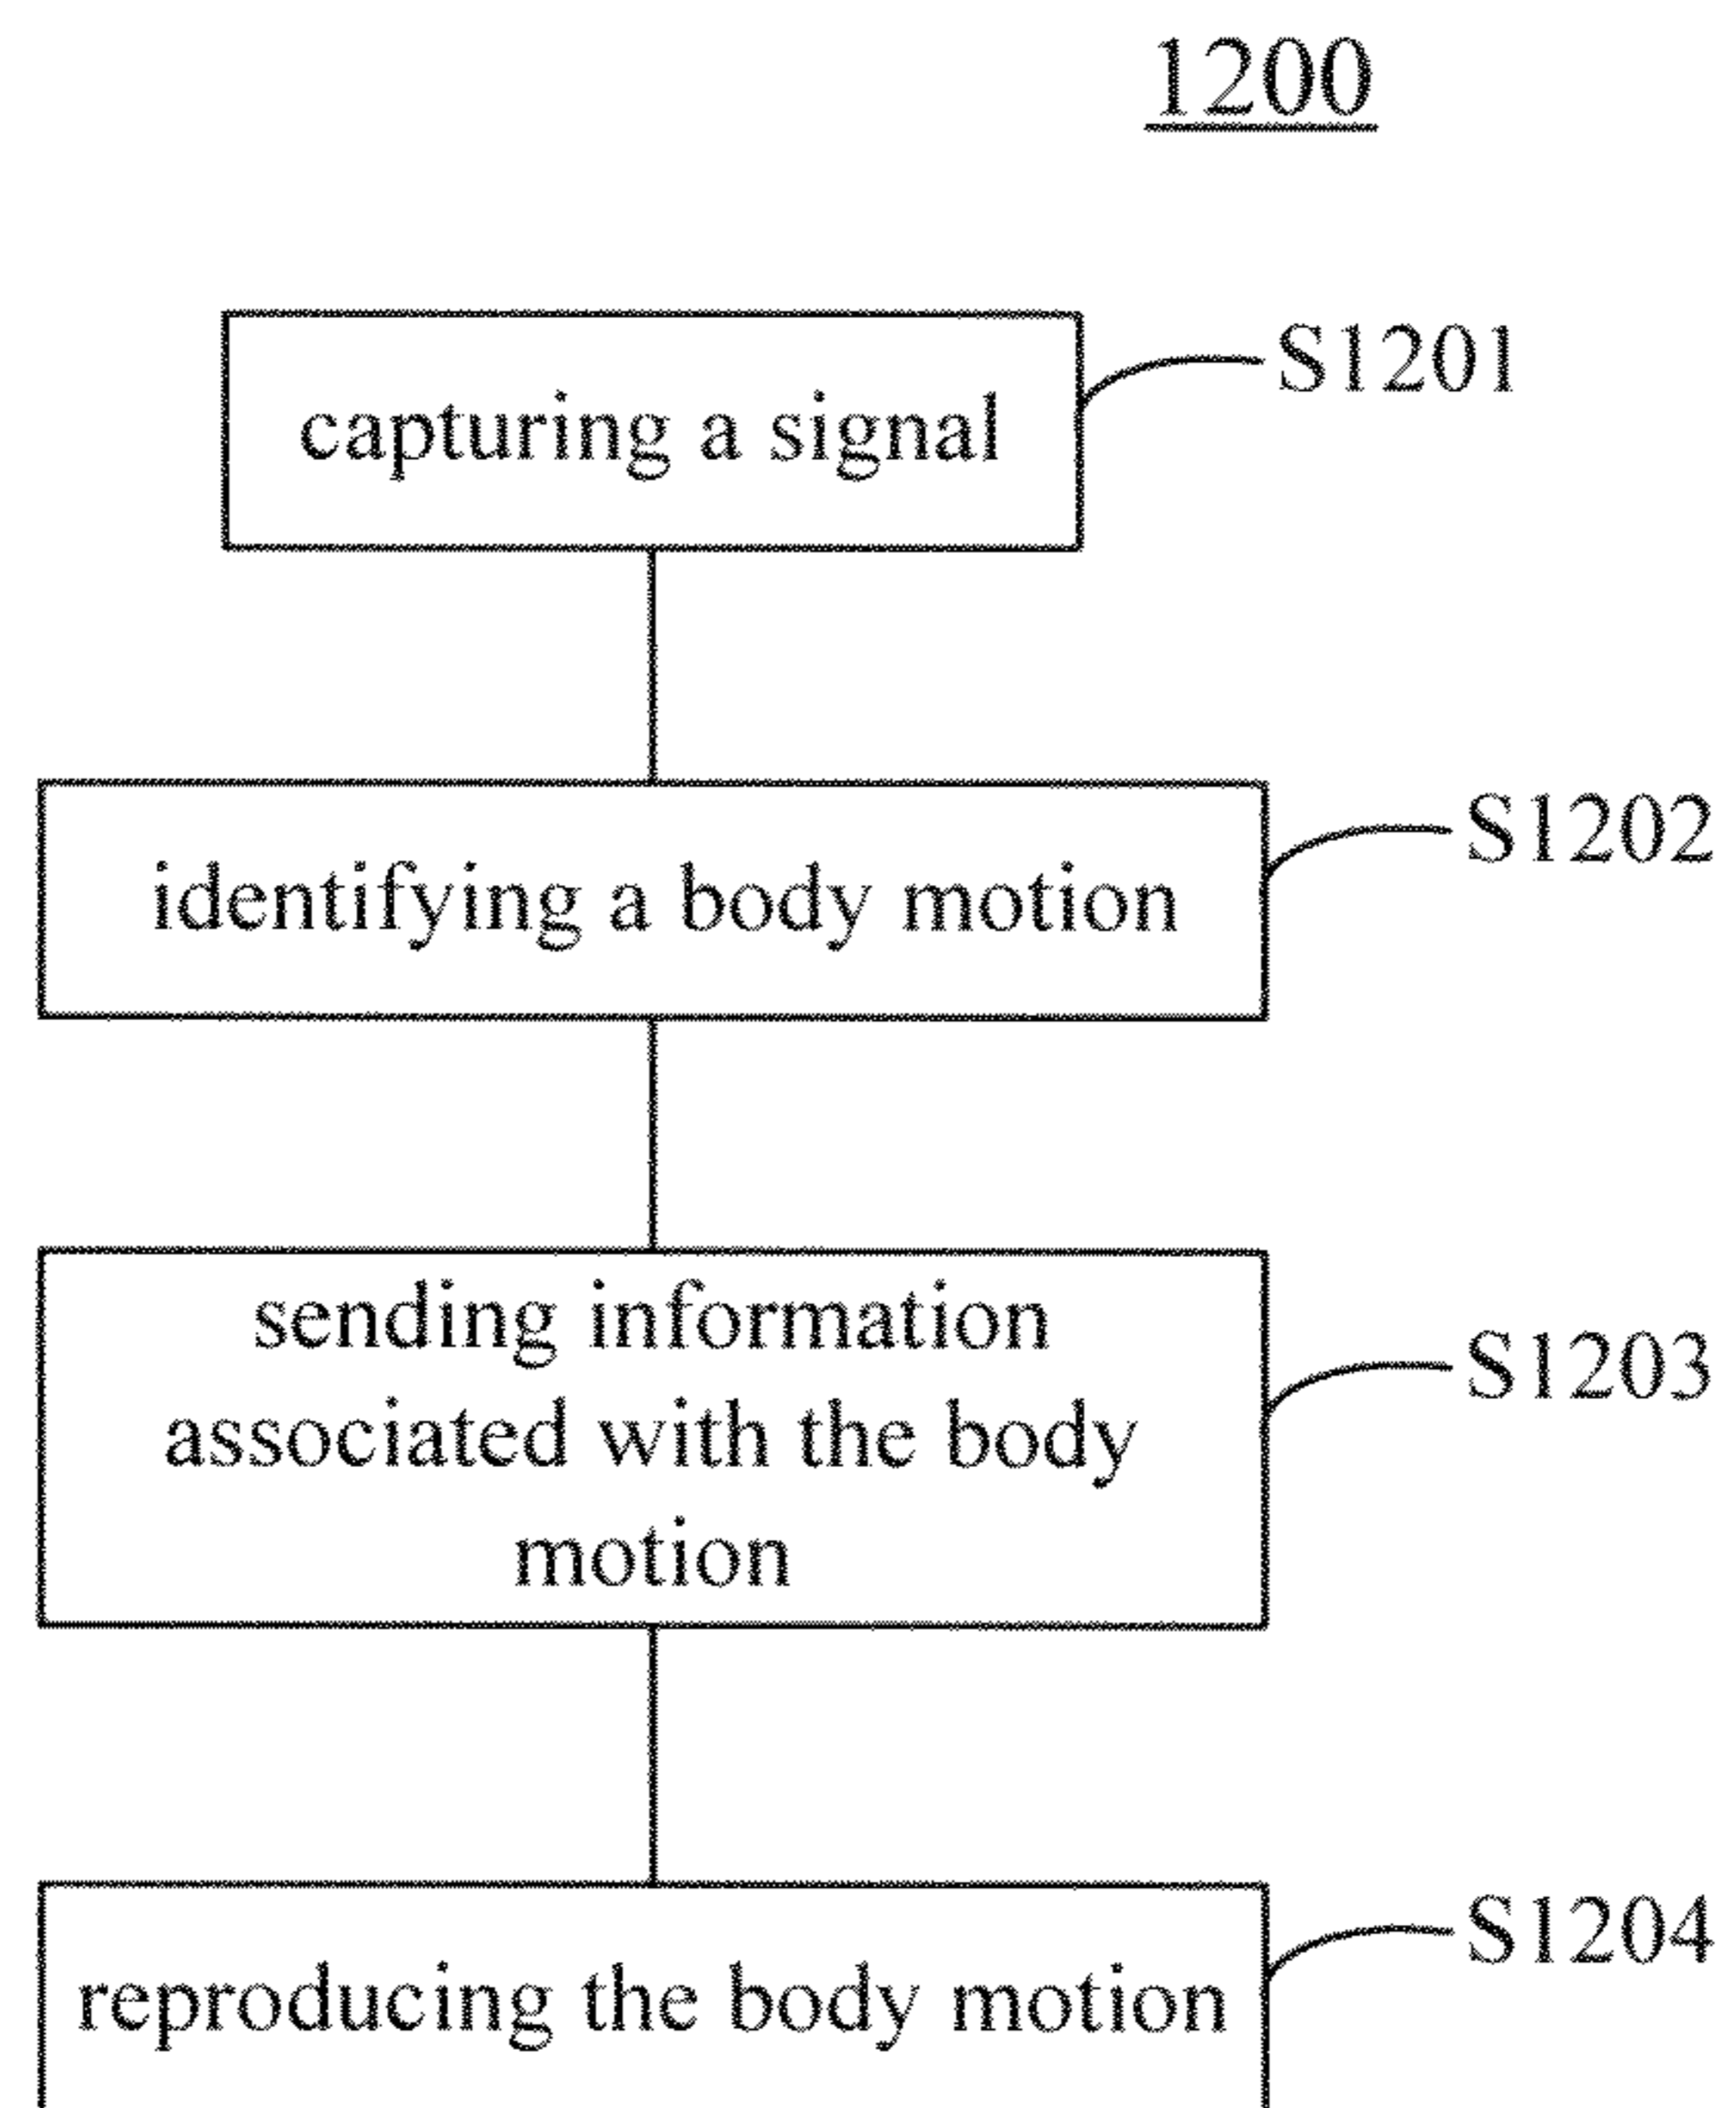 1200
capturing a signal
S1201
identifying a body motion
S1202
sending information
associated with the body
motion
S1203
reproducing the body motion
S1204